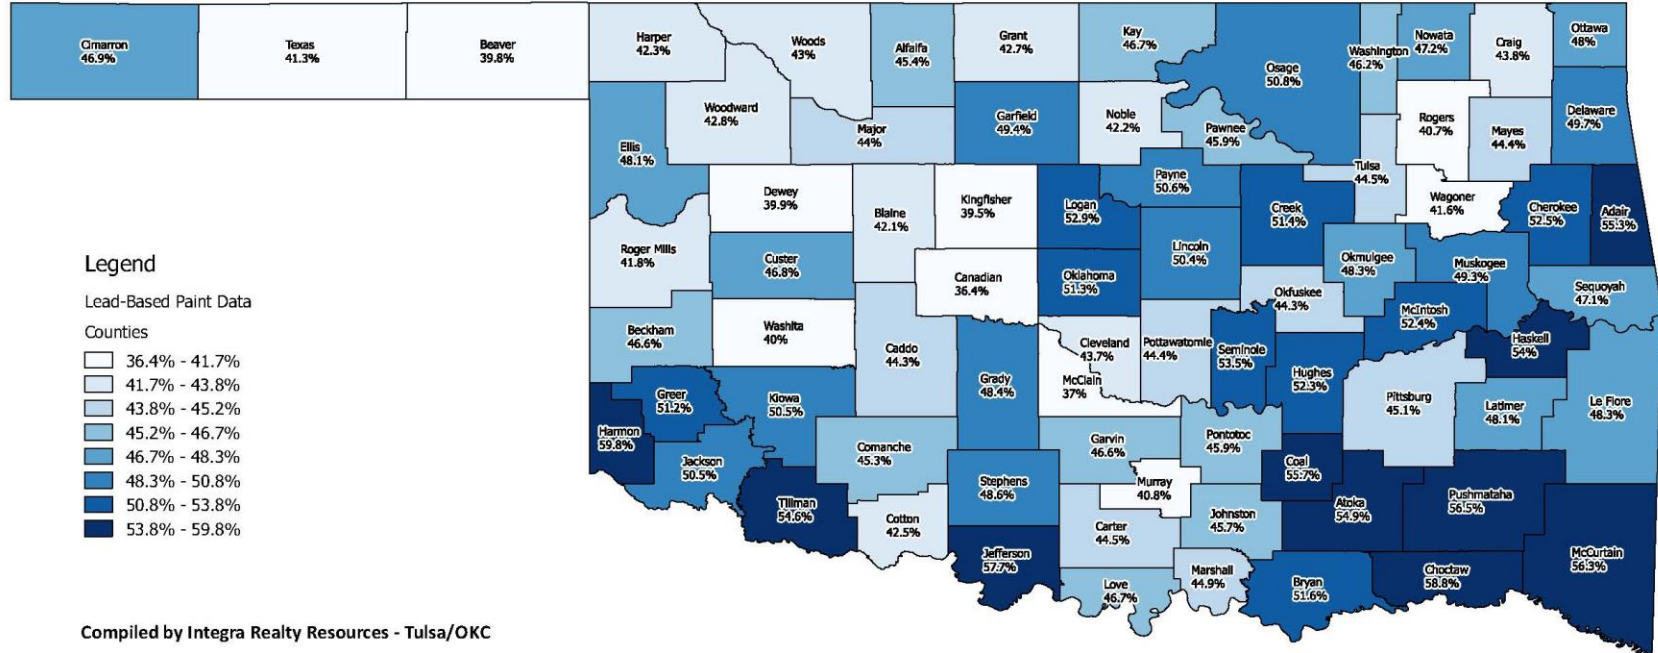 Cimarron
46.9%
Texas
41.3%
Beaver
39.8%
Harper
42.3%
Woods
43%
Alfalfa
45.4%
Grant
42.7%
Kay
46.7%
Osage
50.8%
Washington
46.2%
Nowata
47.2%
Craig
43.8%
Ottawa
48%
Ellis
48.1%
Woodward
42.8%
Major
44%
Garfield
49.4%
Noble
42.2%
Pawnee
45.9%
Rogers
40.7%
Mayes
44.4%
Delaware
49.7%
Tulsa
44.5%
Dewey
39.9%
Blaine
42.1%
Kingfisher
39.5%
Logan
52.9%
Payne
50.6%
Creek
51.4%
Wagoner
41.6%
Cherokee
52.5%
Adair
55.3%
Roger Mills
41.8%
Custer
46.8%
Canadian
36.4%
Oklahoma
51.3%
Lincoln
50.4%
Okmulgee
48.3%
Muskogee
49.3%
Sequoyah
47.1%
Okfuskee
44.3%
McIntosh
52.4%
Beckham
46.6%
Washita
40%
Caddo
44.3%
Grady
48.4%
Cleveland
43.7%
McClain
37%
Pottawatomie
44.4%
Seminole
53.5%
Hughes
52.3%
Haskell
54%
Pittsburg
45.1%
Latimer
48.1%
Le Flore
48.3%
Greer
51.2%
Kiowa
50.5%
Harmon
59.8%
Jackson
50.5%
Comanche
45.3%
Garvin
46.6%
Pontotoc
45.9%
Coal
55.7%
Tillman
54.6%
Cotton
42.5%
Stephens
48.6%
Murray
40.8%
Carter
44.5%
Johnston
45.7%
Atoka
54.9%
Pushmataha
56.5%
McCurtain
56.3%
Jefferson
57.7%
Love
46.7%
Marshall
44.9%
Bryan
51.6%
Choctaw
58.8%
Legend
Lead-Based Paint Data
Counties
36.4% - 41.7%
41.7% - 43.8%
43.8% - 45.2%
45.2% - 46.7%
46.7% - 48.3%
48.3% - 50.8%
50.8% - 53.8%
53.8% - 59.8%
Compiled by Integra Realty Resources - Tulsa/OKC